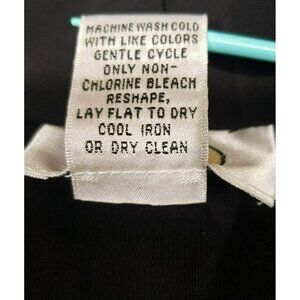 MACHINE WASH COLD
WITH LIKE COLORS
GENTLE CYCLE
ONLY NON-
CHLORINE BLEACH
RESHAPE,
LAY FLAT TO DRY
COOL IRON
OR DRY CLEAN